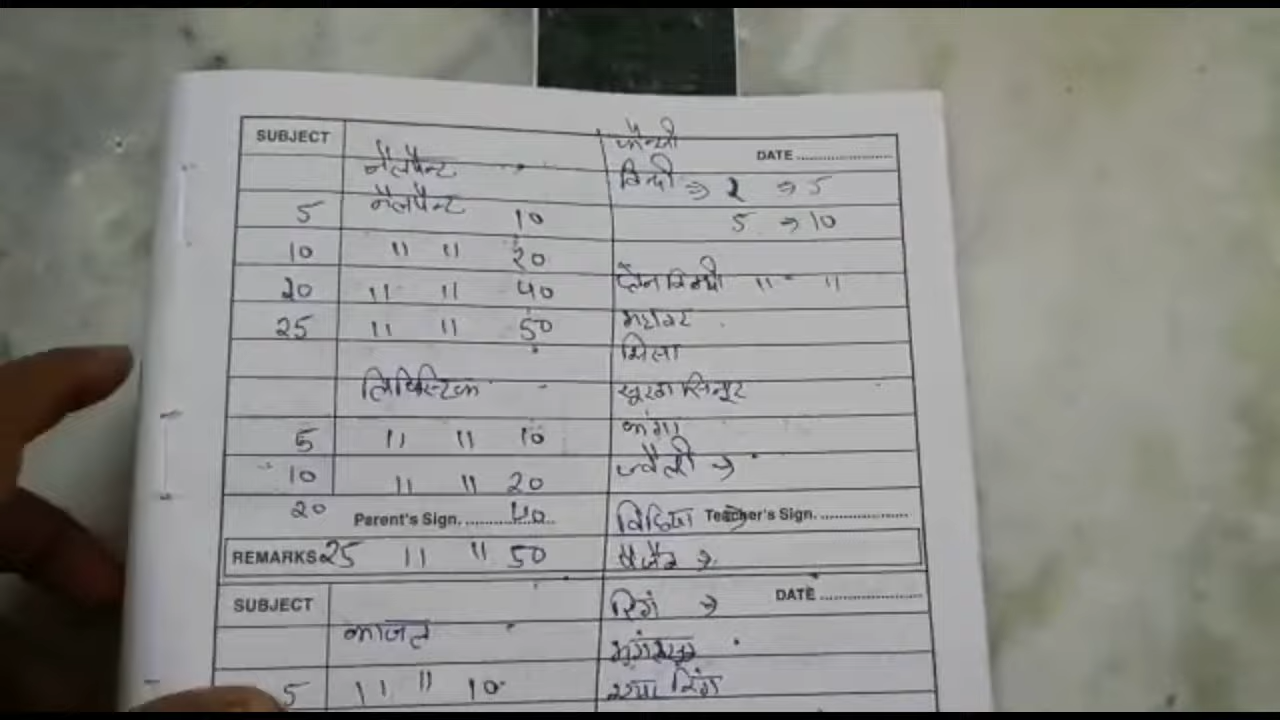 SUBJECT
नैलपैन्ट
5 नैलपैन्ट 10
10 " " 20
20 " " 40
25 " " 50
लिपिस्टिक
5 " " 10
10 " " 20
20 Parent's Sign. .................. 40
REMARKS 25 " " 50
SUBJECT
काजल
5 " " 10
फैन्सी
DATE ......................
बिन्दी → 2 → 5
5 → 10
प्लेन बिन्दी " "
महावर
सिन्दूर
कंगा
ज्वैलरी →
बिछिया → Teacher's Sign. ......................
पैजैव →
रिगं → DATE ......................
रिंग